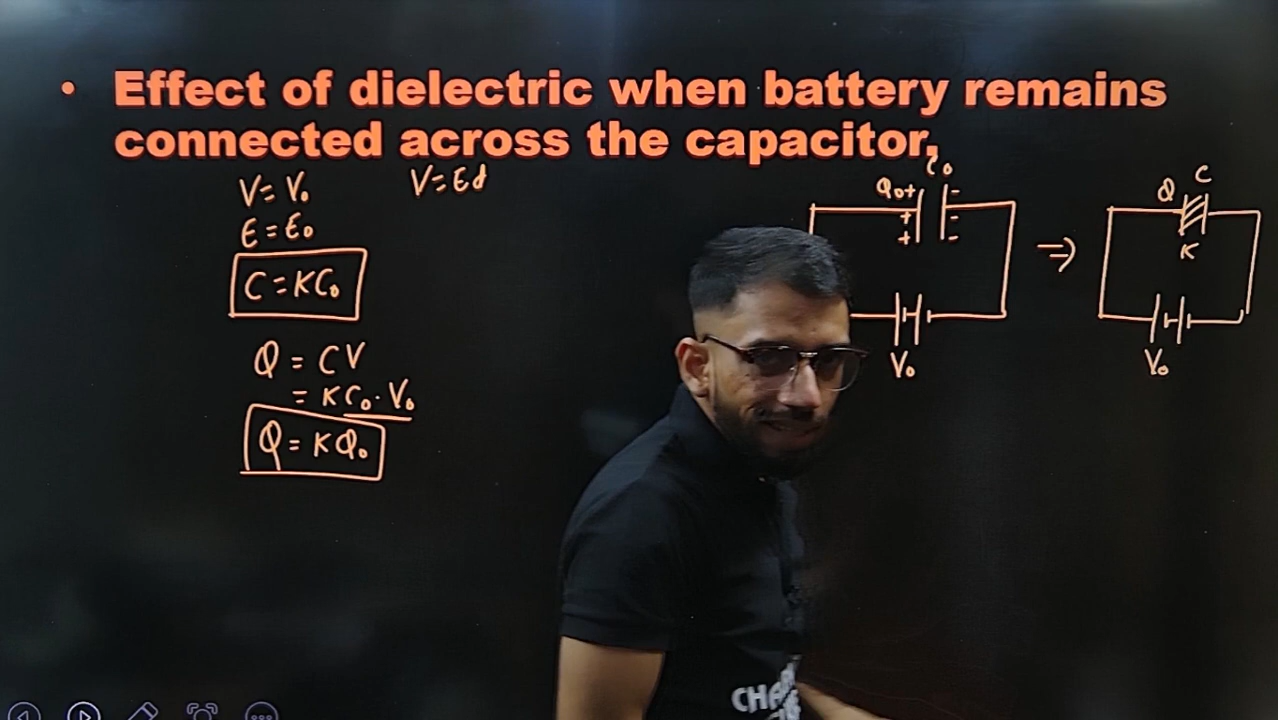 • Effect of dielectric when battery remains
connected across the capacitor,
V = V₀
V = Ed
E = E₀
C = KC₀
Q = CV
= KC₀·V₀
Q = KQ₀
C₀
Q₀+ -
+ -
+ -
V₀
⇒
Q C
K
V₀